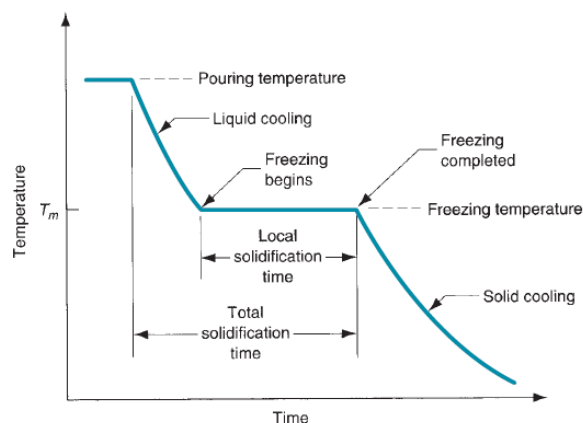 Pouring temperature
Liquid cooling
Freezing
begins
Freezing
completed
Temperature
Tm
Freezing temperature
Local
solidification
time
Total
solidification
time
Solid cooling
Time